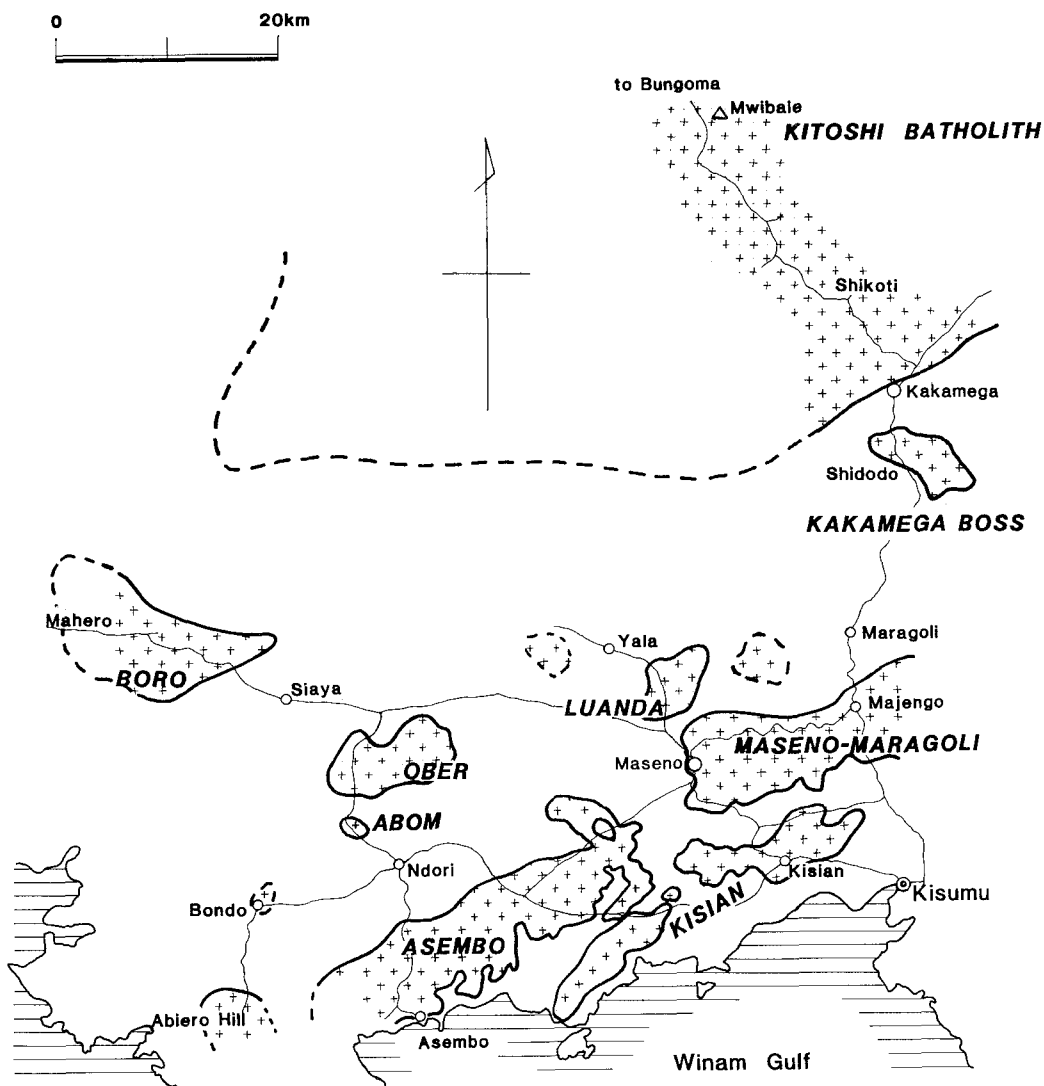 0
20km
to Bungoma
Mwibale
KITOSHI BATHOLITH
Shikoti
Kakamega
Shidodo
KAKAMEGA BOSS
Mahero
BORO
Siaya
Yala
Maragoli
LUANDA
Majengo
MASENO-MARAGOLI
Maseno
OBER
ABOM
Ndori
Kisian
Kisumu
Bondo
KISIAN
ASEMBO
Abiero Hill
Asembo
Winam Gulf